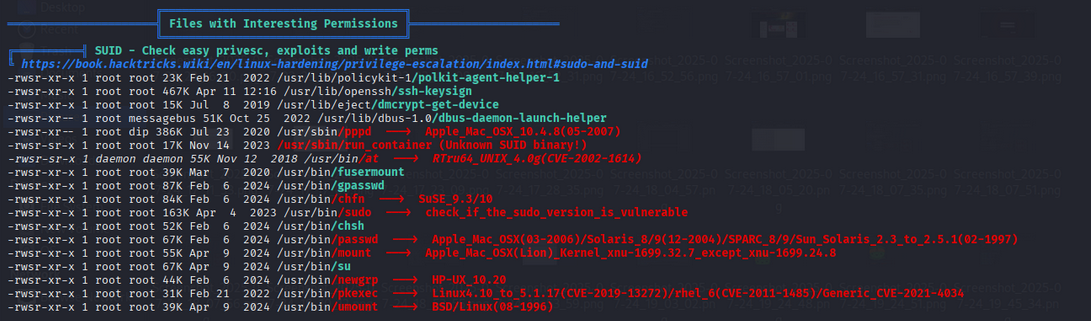 Files with Interesting Permissions
SUID - Check easy privesc, exploits and write perms
https://book.hacktricks.wiki/en/linux-hardening/privilege-escalation/index.html#sudo-and-suid
-rwsr-xr-x 1 root root 23K Feb 21  2022 /usr/lib/policykit-1/polkit-agent-helper-1
-rwsr-xr-x 1 root root 467K Apr 11 12:16 /usr/lib/openssh/ssh-keysign
-rwsr-xr-x 1 root root 15K Jul  8  2019 /usr/lib/eject/dmcrypt-get-device
-rwsr-xr-- 1 root messagebus 51K Oct 25  2022 /usr/lib/dbus-1.0/dbus-daemon-launch-helper
-rwsr-xr-- 1 root dip 386K Jul 23  2020 /usr/sbin/pppd  --->  Apple_Mac_OSX_10.4.8(05-2007)
-rwsr-xr-x 1 root root 17K Nov 14  2023 /usr/sbin/run_container (Unknown SUID binary!)
-rwsr-sr-x 1 daemon daemon 55K Nov 12  2018 /usr/bin/at  --->  RTru64_UNIX_4.0g(CVE-2002-1614)
-rwsr-xr-x 1 root root 39K Mar  7  2020 /usr/bin/fusermount
-rwsr-xr-x 1 root root 87K Feb  6  2024 /usr/bin/gpasswd
-rwsr-xr-x 1 root root 84K Feb  6  2024 /usr/bin/chfn  --->  SuSE_9.3/10
-rwsr-xr-x 1 root root 163K Apr  4  2023 /usr/bin/sudo  --->  check_if_the_sudo_version_is_vulnerable
-rwsr-xr-x 1 root root 52K Feb  6  2024 /usr/bin/chsh
-rwsr-xr-x 1 root root 67K Feb  6  2024 /usr/bin/passwd  --->  Apple_Mac_OSX(03-2006)/Solaris_8/9(12-2004)/SPARC_8/9/Sun_Solaris_2.3_to_2.5.1(02-1997)
-rwsr-xr-x 1 root root 55K Apr  9  2024 /usr/bin/mount  --->  Apple_Mac_OSX(Lion)_Kernel_xnu-1699.32.7_except_xnu-1699.24.8
-rwsr-xr-x 1 root root 67K Apr  9  2024 /usr/bin/su
-rwsr-xr-x 1 root root 44K Feb  6  2024 /usr/bin/newgrp  --->  HP-UX_10.20
-rwsr-xr-x 1 root root 31K Feb 21  2022 /usr/bin/pkexec  --->  Linux4.10_to_5.1.17(CVE-2019-13272)/rhel_6(CVE-2011-1485)/Generic_CVE-2021-4034
-rwsr-xr-x 1 root root 39K Apr  9  2024 /usr/bin/umount  --->  BSD/Linux(08-1996)